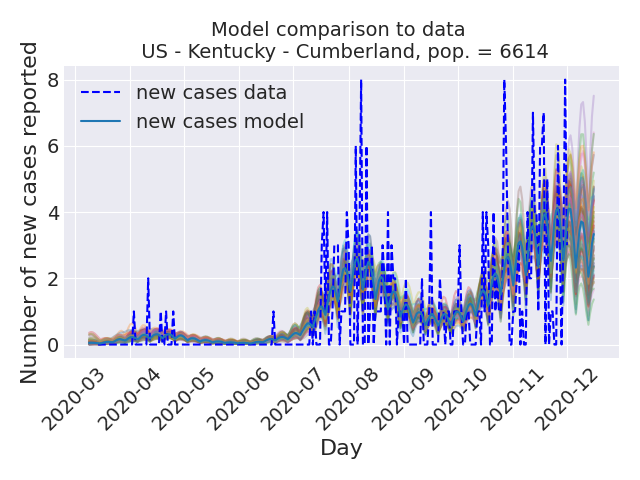 Model comparison to data
US - Kentucky - Cumberland, pop. = 6614
Number of new cases reported
8
6
4
2
0
new cases data
new cases model
2020-03
2020-04
2020-05
2020-06
2020-07
2020-08
2020-09
2020-10
2020-11
2020-12
Day